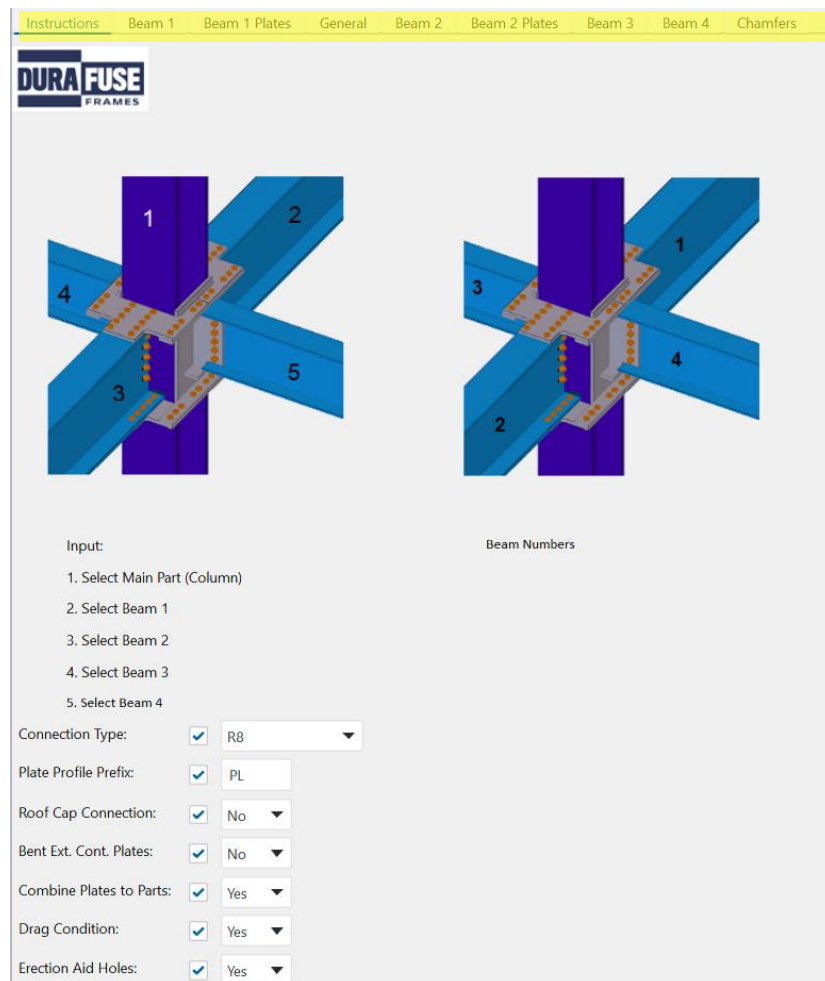 Instructions Beam 1 Beam 1 Plates General Beam 2 Beam 2 Plates Beam 3 Beam 4 Chamfers
DURA FUSE
FRAMES
1
2
4
5
3
1
3
4
2
Input:
Beam Numbers
1. Select Main Part (Column)
2. Select Beam 1
3. Select Beam 2
4. Select Beam 3
5. Select Beam 4
Connection Type: R8
Plate Profile Prefix: PL
Roof Cap Connection: No
Bent Ext. Cont. Plates: No
Combine Plates to Parts: Yes
Drag Condition: Yes
Erection Aid Holes: Yes